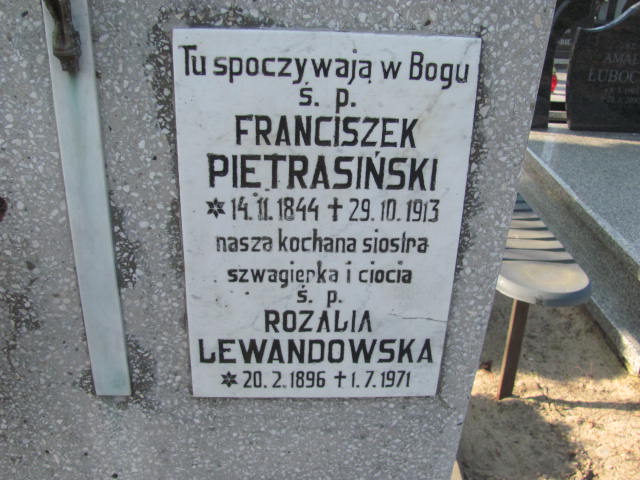 Tu spoczywają w Bogu
ś. p.
FRANCISZEK
PIETRASIŃSKI
✶ 14. 11. 1844 ✝ 29. 10. 1913
nasza kochana siostra
szwagierka i ciocia
ś. p.
ROZALIA
LEWANDOWSKA
✶ 20. 2. 1896 ✝ 1. 7. 1971